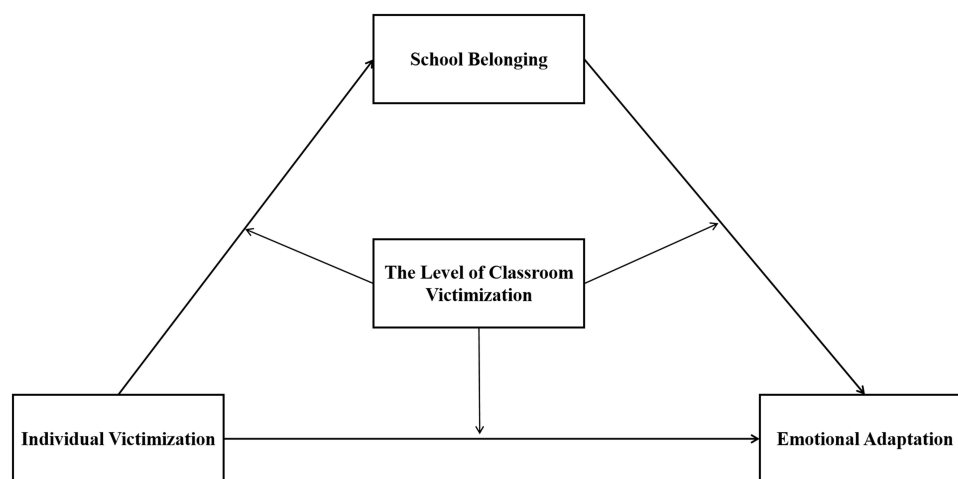 School Belonging
The Level of Classroom
Victimization
Individual Victimization
Emotional Adaptation